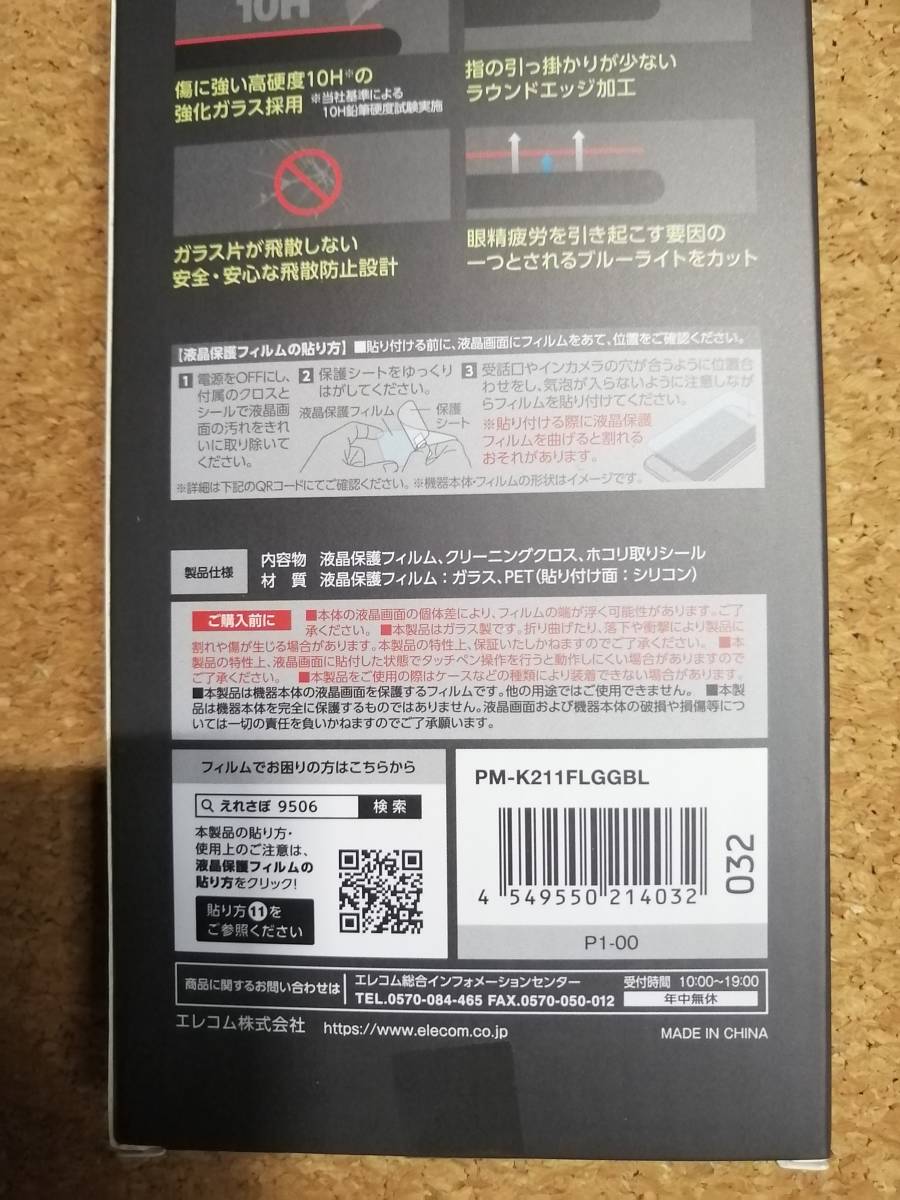 10H
傷に強い高硬度10H※の
強化ガラス採用
※当社基準による
10H鉛筆硬度試験実施
指の引っ掛かりが少ない
ラウンドエッジ加工
ガラス片が飛散しない
安全・安心な飛散防止設計
眼精疲労を引き起こす要因の
一つとされるブルーライトをカット
【液晶保護フィルムの貼り方】 ■貼り付ける前に、液晶画面にフィルムをあて、位置をご確認ください。
1 電源をOFFにし、
付属のクロスと
シールで液晶画
面の汚れをきれ
いに取り除いて
ください。
2 保護シートをゆっくり
はがしてください。
液晶保護フィルム
保護
シート
3 受話口やインカメラの穴が合うように位置合
わせをし、気泡が入らないように注意しなが
らフィルムを貼り付けてください。
※貼り付ける際に液晶保護
フィルムを曲げると割れる
おそれがあります。
※詳細は下記のQRコードにてご確認ください。※機器本体・フィルムの形状はイメージです。
製品仕様
内容物 液晶保護フィルム、クリーニングクロス、ホコリ取りシール
材 質 液晶保護フィルム：ガラス、PET（貼り付け面：シリコン）
ご購入前に ■本体の液晶画面の個体差により、フィルムの端が浮く可能性があります。ご了
承ください。 ■本製品はガラス製です。折り曲げたり、落下や衝撃により製品に
割れや傷が生じる場合があります。本製品の特性上、保証いたしかねますのでご了承ください。 ■本
製品の特性上、液晶画面に貼付した状態でタッチペン操作を行うと動作しにくい場合がありますので
ご了承ください。 ■本製品をご使用の際はケースなどの種類により装着できない場合があります。
■本製品は機器本体の液晶画面を保護するフィルムです。他の用途ではご使用できません。 ■本製
品は機器本体を完全に保護するものではありません。液晶画面および機器本体の破損や損傷等につ
いては一切の責任を負いかねますのでご了承願います。
フィルムでお困りの方はこちらから
えれさぽ 9506 検索
本製品の貼り方・
使用上のご注意は、
液晶保護フィルムの
貼り方をクリック！
貼り方⓫を
ご参照ください
PM-K211FLGGBL
4 549550 214032
032
P1-00
商品に関するお問い合わせは
エレコム総合インフォメーションセンター
TEL.0570-084-465 FAX.0570-050-012
受付時間 10:00〜19:00
年中無休
エレコム株式会社 https://www.elecom.co.jp
MADE IN CHINA